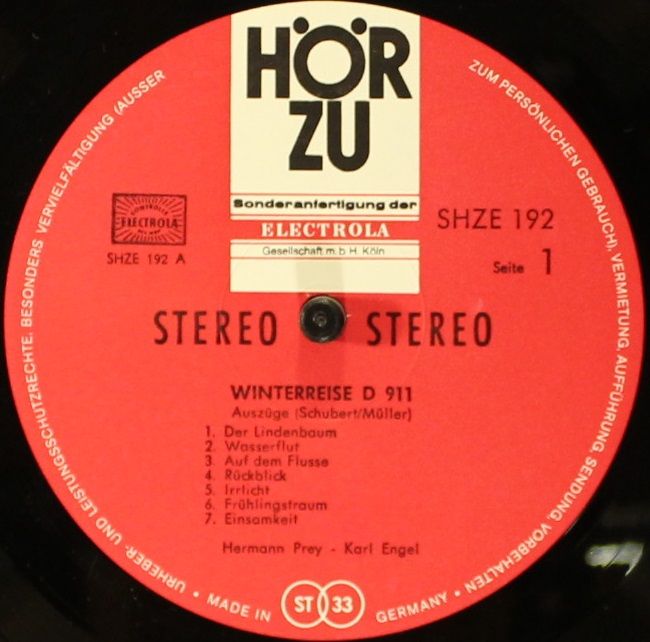 HÖR
ZU
Sonderanfertigung der
ELECTROLA
Gesellschaft m. b. H. Köln
ELECTROLA
SHZE 192 A
SHZE 192
Seite 1
STEREO STEREO
WINTERREISE D 911
Auszüge (Schubert/Müller)
1. Der Lindenbaum
2. Wasserflut
3. Auf dem Flusse
4. Rückblick
5. Irrlicht
6. Frühlingstraum
7. Einsamkeit
Hermann Prey - Karl Engel
URHEBER- UND LEISTUNGSSCHUTZRECHTE, BESONDERS VERVIELFÄLTIGUNG (AUSSER
ZUM PERSÖNLICHEN GEBRAUCH), VERMIETUNG, AUFFÜHRUNG, SENDUNG VORBEHALTEN
• MADE IN ST 33 GERMANY •